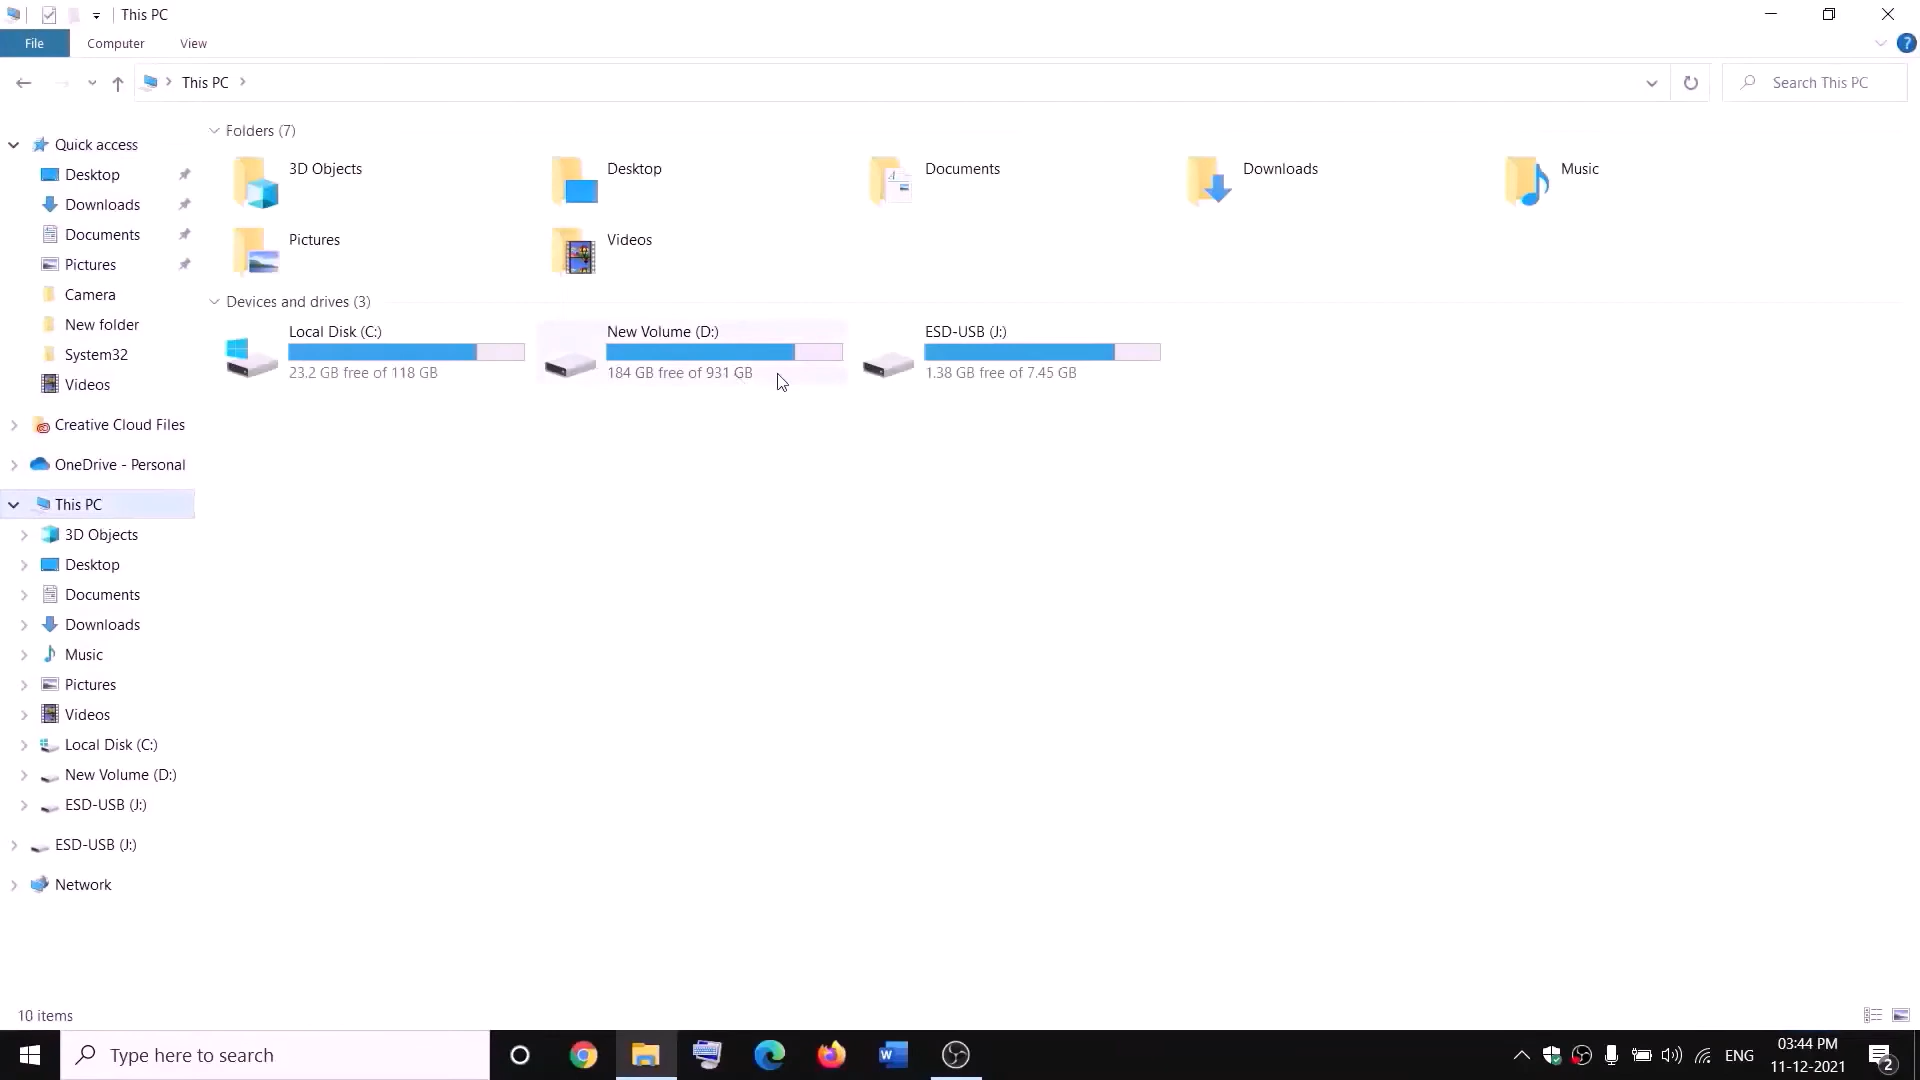 This PC
File
Computer
View
This PC
Search This PC
Quick access
Desktop
Downloads
Documents
Pictures
Camera
New folder
System32
Videos
Creative Cloud Files
OneDrive - Personal
This PC
3D Objects
Desktop
Documents
Downloads
Music
Pictures
Videos
Local Disk (C:)
New Volume (D:)
ESD-USB (J:)
ESD-USB (J:)
Network
Folders (7)
3D Objects
Desktop
Documents
Downloads
Music
Pictures
Videos
Devices and drives (3)
Local Disk (C:)
23.2 GB free of 118 GB
New Volume (D:)
184 GB free of 931 GB
ESD-USB (J:)
1.38 GB free of 7.45 GB
10 items
Type here to search
ENG
03:44 PM
11-12-2021
2